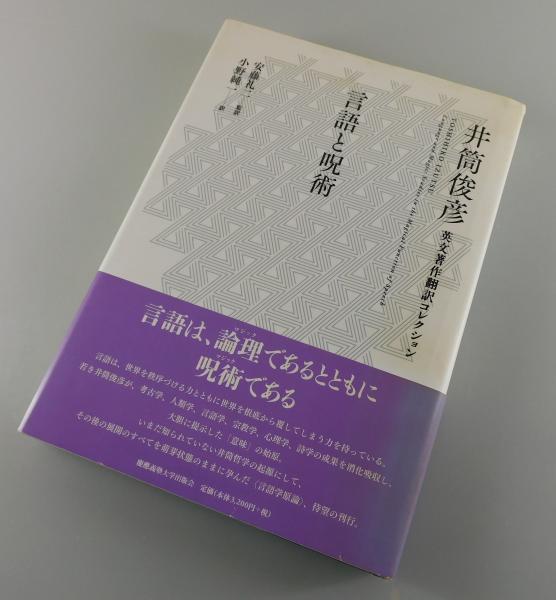 井筒俊彦
英文著作翻訳コレクション
TOSHIHIKO IZUTSU
Language and Magic: Studies in the Magical Function of Speech
言語と呪術
安藤礼二 監訳
小野純一 訳
言語は、論理であるとともに
ロジック
呪術である
マジック
言語は、世界を秩序づける力とともに世界を根底から覆してしまう力を持っている。
若き井筒俊彦が、考古学、人類学、言語学、宗教学、心理学、詩学の成果を消化吸収し、
大胆に提示した「意味」の始原。
いまだ知られていない井筒哲学の起源にして、
その後の展開のすべてを萌芽状態のままに孕んだ〈言語学原論〉、待望の刊行。
慶應義塾大学出版会 定価(本体3,200円+税)